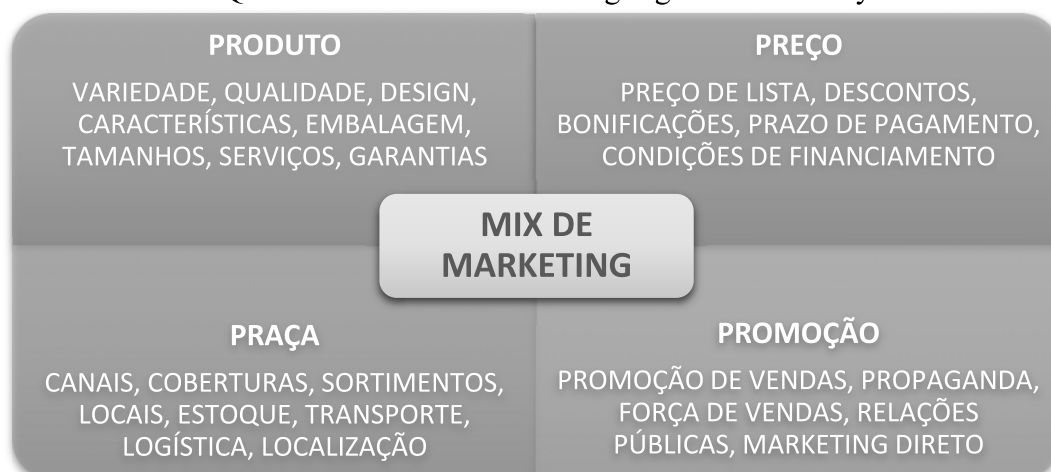 PRODUTO
VARIEDADE, QUALIDADE, DESIGN,
CARACTERÍSTICAS, EMBALAGEM,
TAMANHOS, SERVIÇOS, GARANTIAS
PREÇO
PREÇO DE LISTA, DESCONTOS,
BONIFICAÇÕES, PRAZO DE PAGAMENTO,
CONDIÇÕES DE FINANCIAMENTO
MIX DE
MARKETING
PRAÇA
CANAIS, COBERTURAS, SORTIMENTOS,
LOCAIS, ESTOQUE, TRANSPORTE,
LOGÍSTICA, LOCALIZAÇÃO
PROMOÇÃO
PROMOÇÃO DE VENDAS, PROPAGANDA,
FORÇA DE VENDAS, RELAÇÕES
PÚBLICAS, MARKETING DIRETO